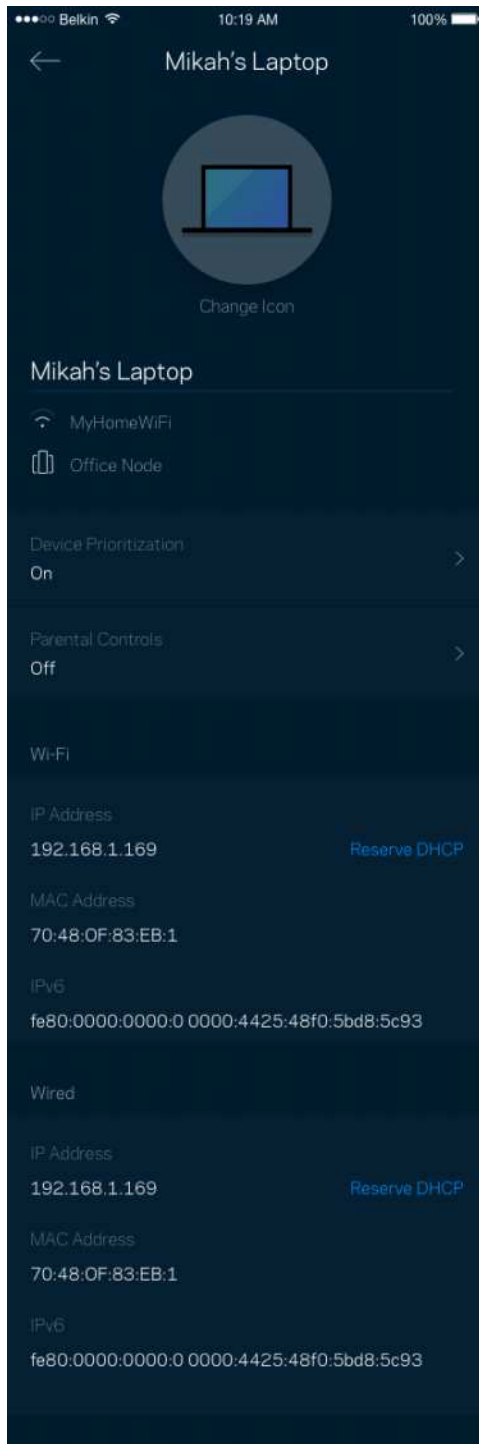 Belkin 10:19 AM 100%
Mikah's Laptop
Change Icon
Mikah's Laptop
MyHomeWiFi
Office Node
Device Prioritization
On
Parental Controls
Off
Wi-Fi
IP Address
192.168.1.169 Reserve DHCP
MAC Address
70:48:0F:83:EB:1
IPv6
fe80:0000:0000:0 0000:4425:48f0:5bd8:5c93
Wired
IP Address
192.168.1.169 Reserve DHCP
MAC Address
70:48:0F:83:EB:1
IPv6
fe80:0000:0000:0 0000:4425:48f0:5bd8:5c93